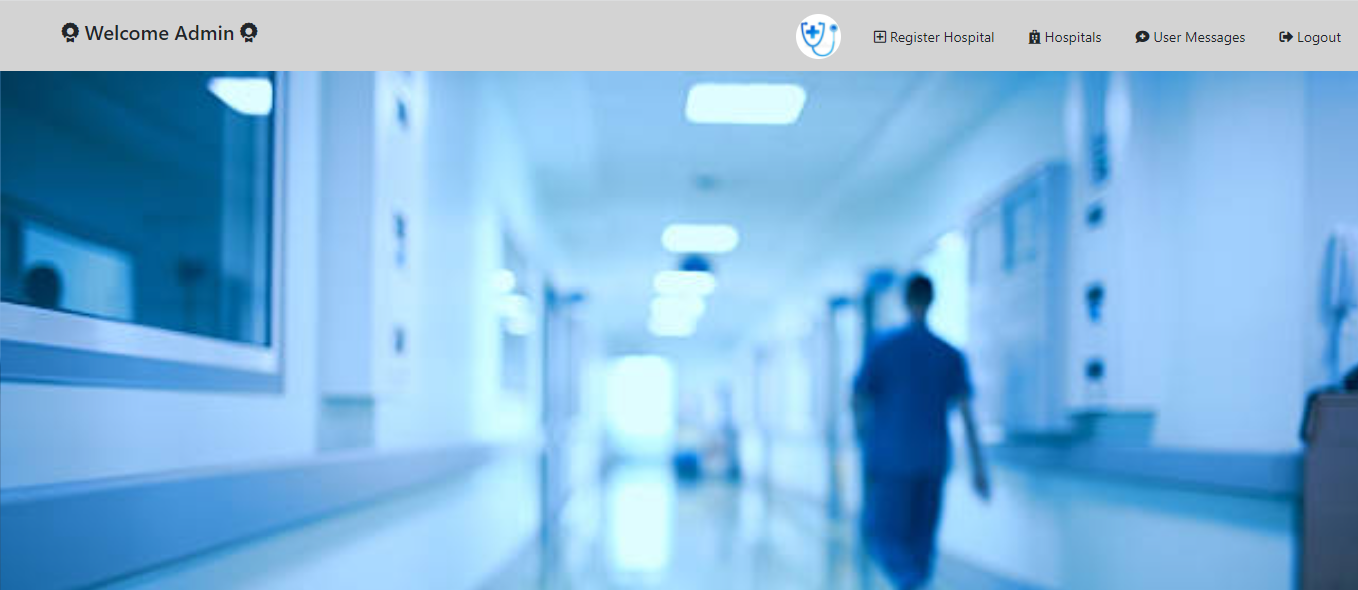 Welcome Admin
Register Hospital
Hospitals
User Messages
Logout